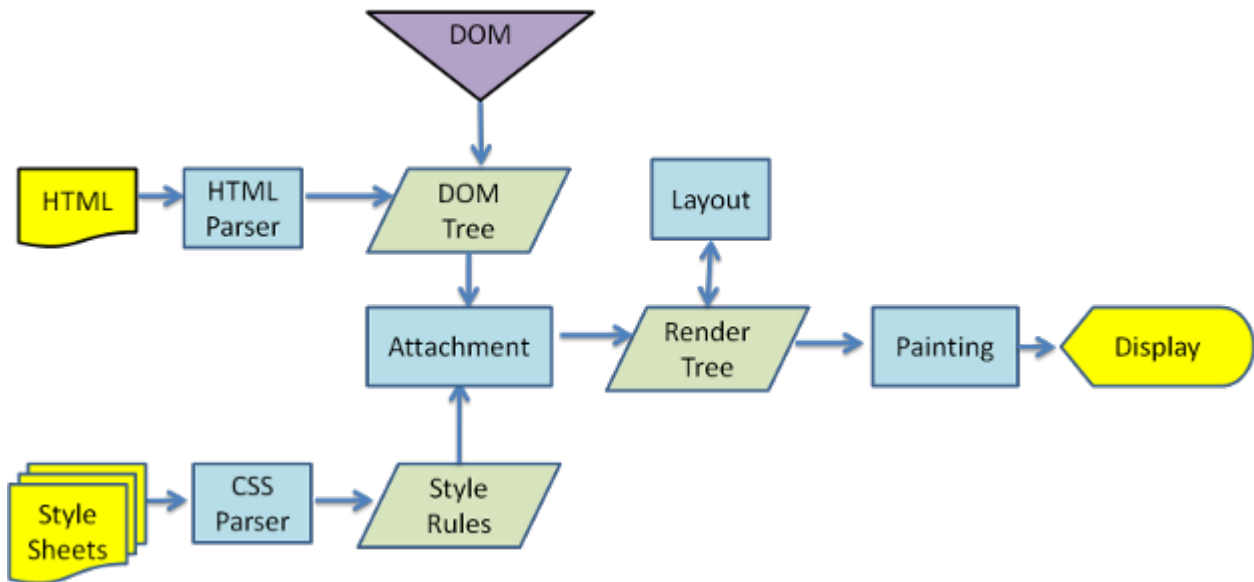 DOM
HTML
HTML
Parser
DOM
Tree
Layout
Attachment
Render
Tree
Painting
Display
Style
Sheets
CSS
Parser
Style
Rules